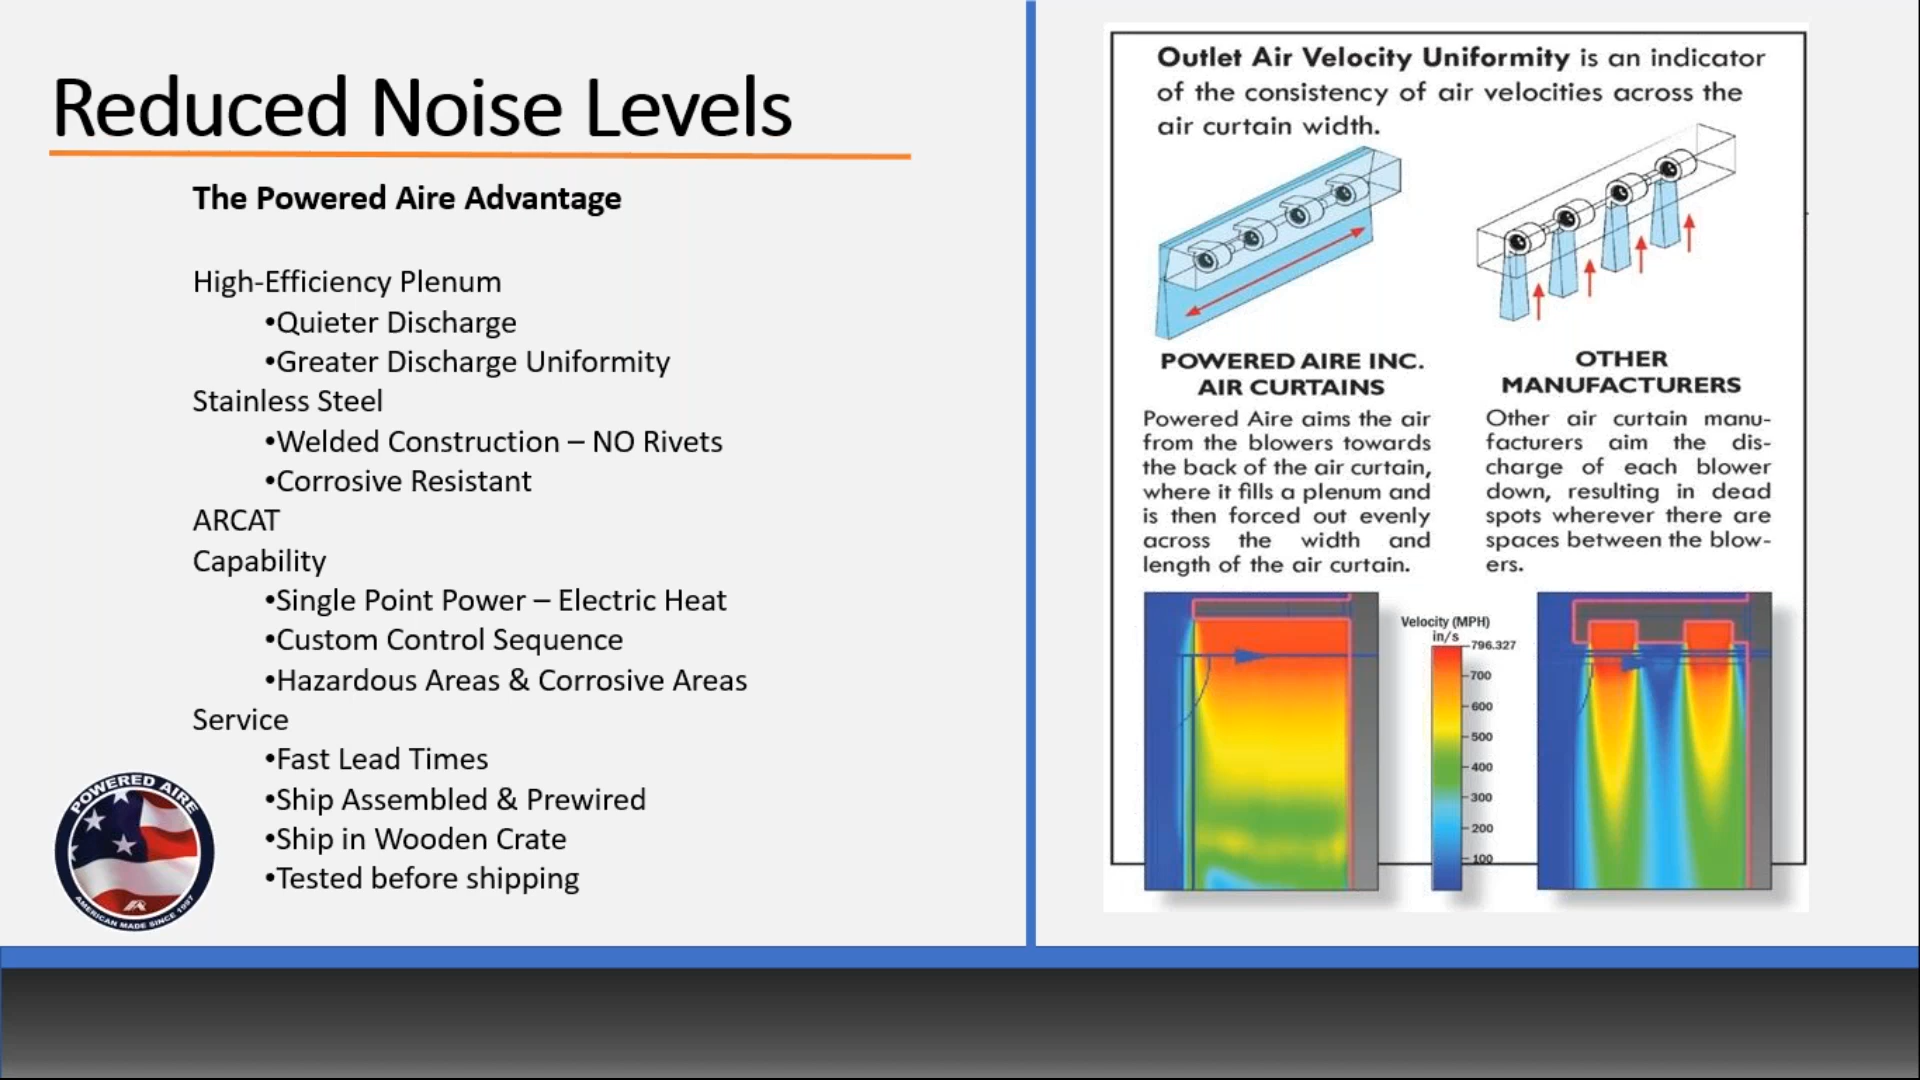 Reduced Noise Levels
The Powered Aire Advantage
High-Efficiency Plenum
•Quieter Discharge
•Greater Discharge Uniformity
Stainless Steel
•Welded Construction – NO Rivets
•Corrosive Resistant
ARCAT
Capability
•Single Point Power – Electric Heat
•Custom Control Sequence
•Hazardous Areas & Corrosive Areas
Service
•Fast Lead Times
•Ship Assembled & Prewired
•Ship in Wooden Crate
•Tested before shipping
POWERED AIRE
AMERICAN MADE SINCE 1997
Outlet Air Velocity Uniformity is an indicator
of the consistency of air velocities across the
air curtain width.
POWERED AIRE INC.
AIR CURTAINS
Powered Aire aims the air
from the blowers towards
the back of the air curtain,
where it fills a plenum and
is then forced out evenly
across the width and
length of the air curtain.
OTHER
MANUFACTURERS
Other air curtain manu-
facturers aim the dis-
charge of each blower
down, resulting in dead
spots wherever there are
spaces between the blow-
ers.
Velocity (MPH)
in/s
796.327
700
600
500
400
300
200
100